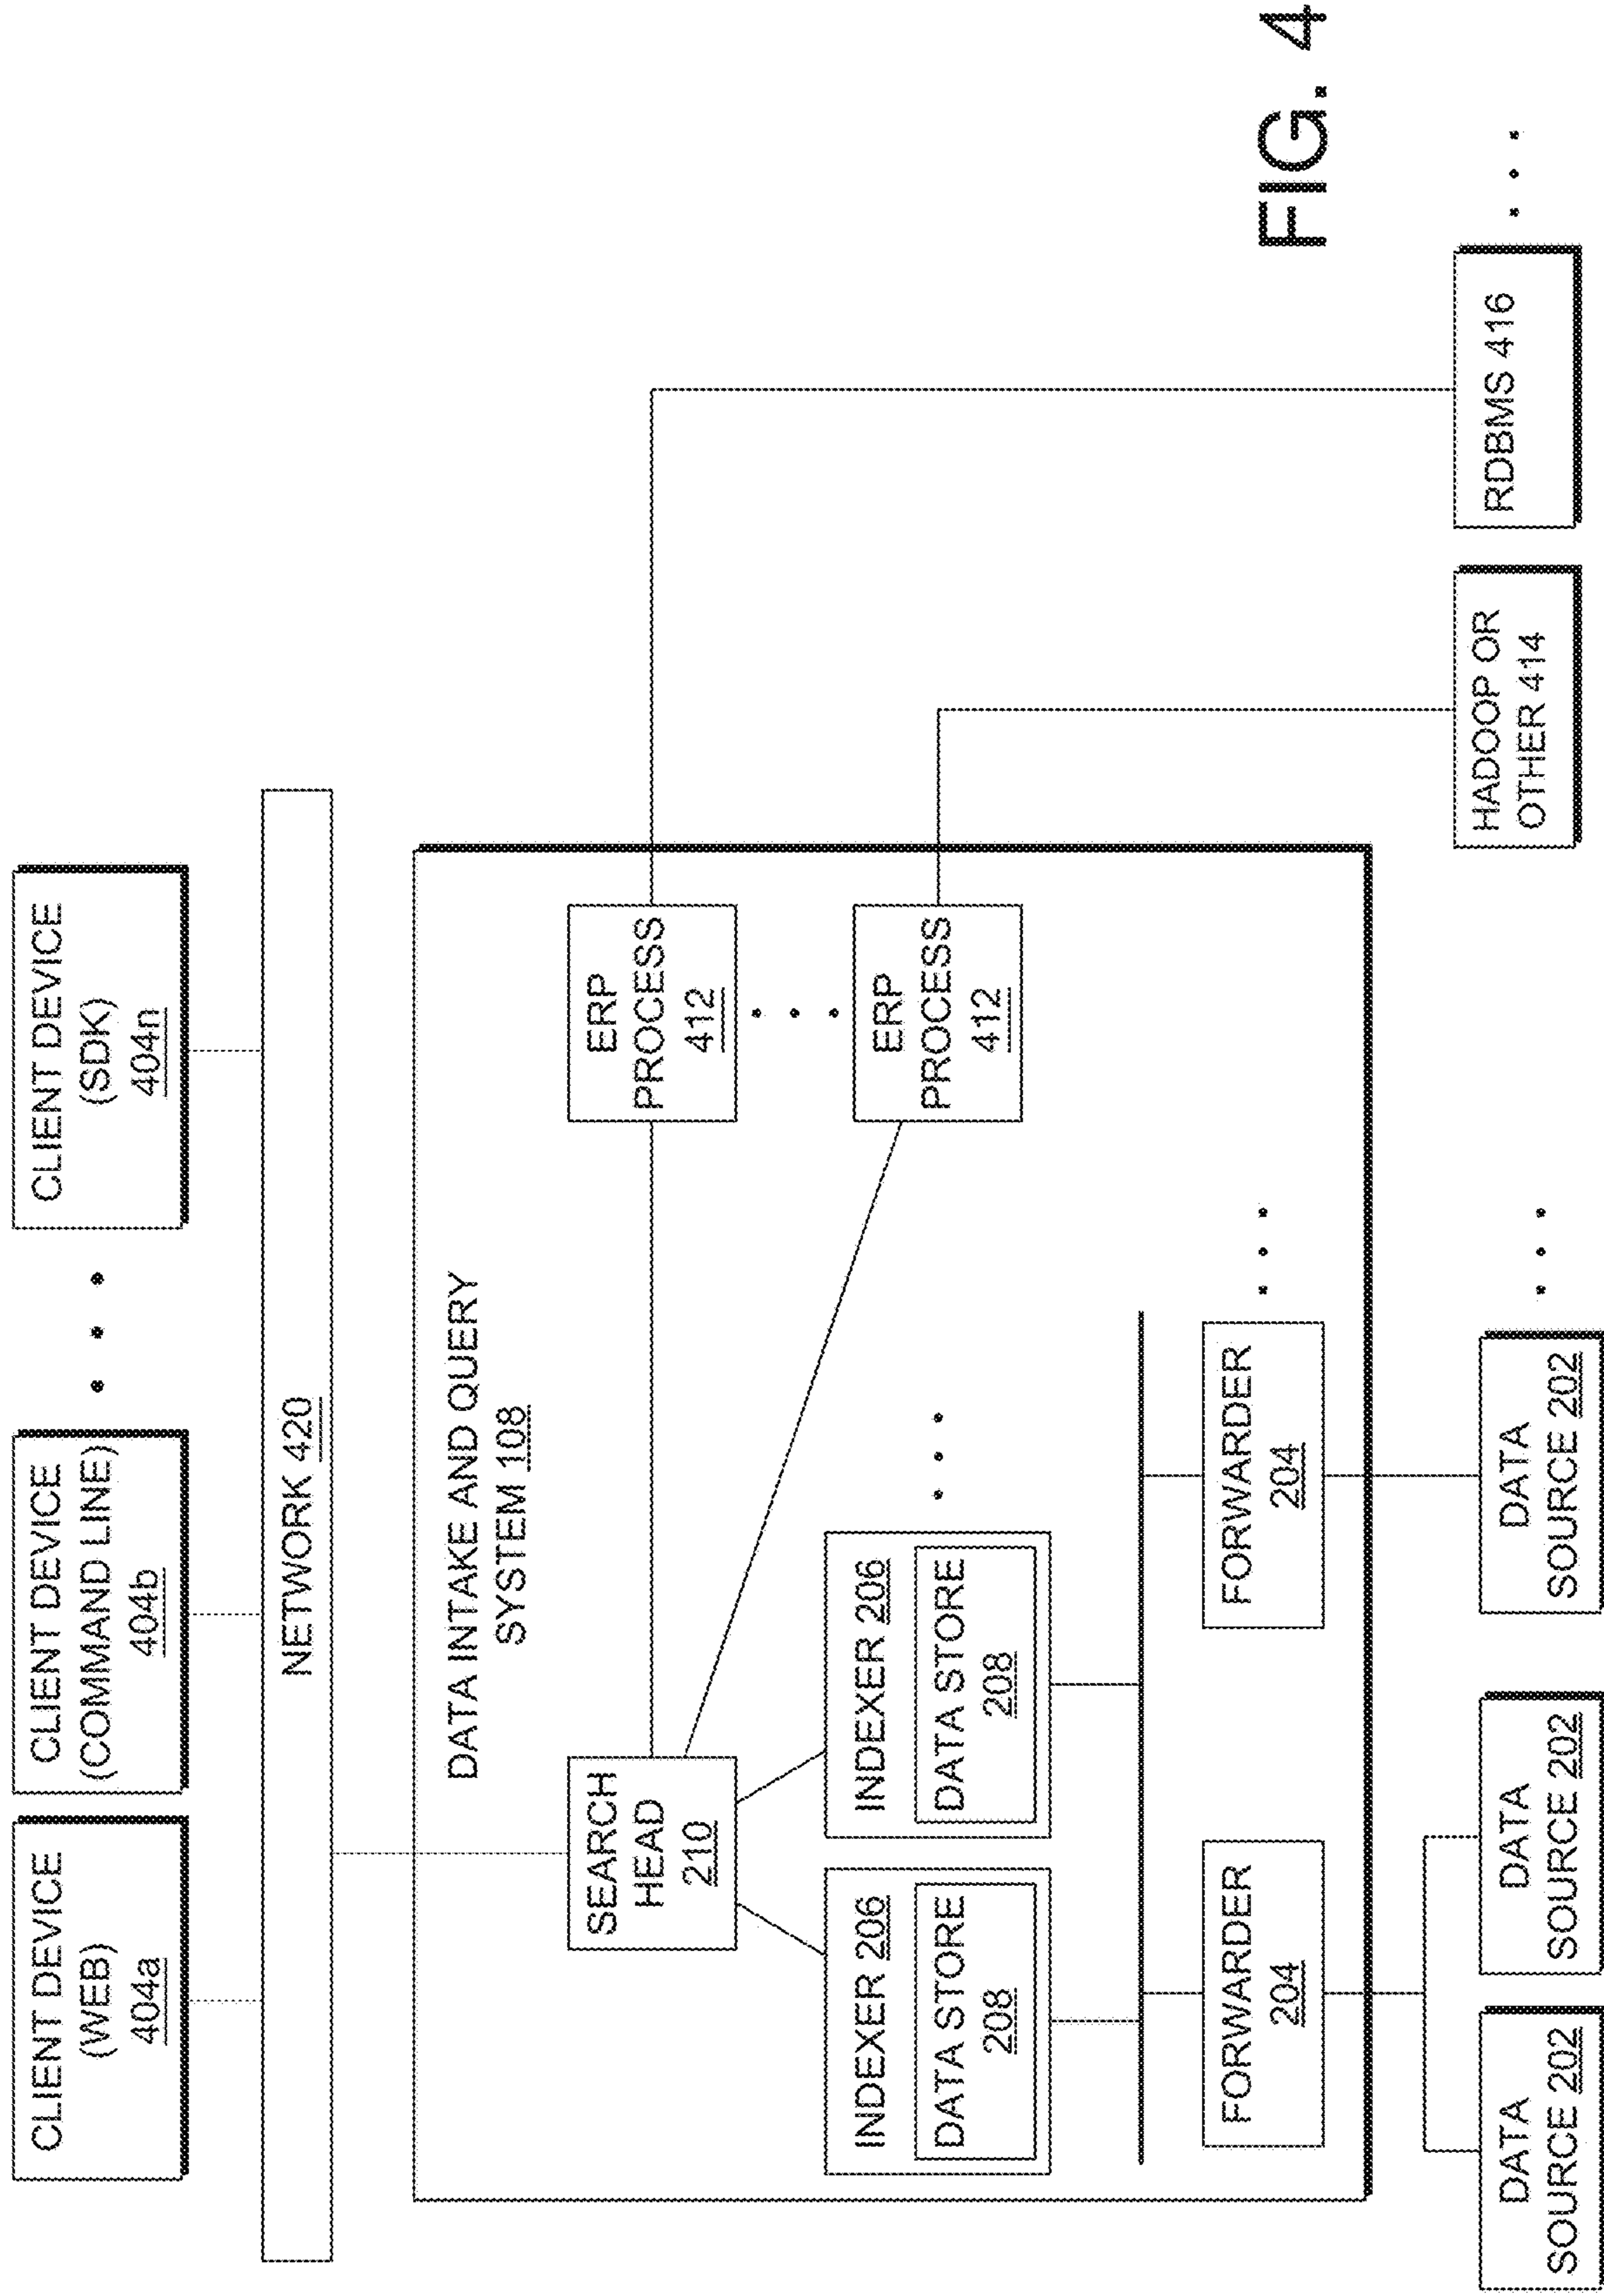 CLIENT DEVICE
(WEB)
404a
CLIENT DEVICE
(COMMAND LINE)
404b
CLIENT DEVICE
(SDK)
404n
NETWORK 420
DATA INTAKE AND QUERY
SYSTEM 108
SEARCH
HEAD
210
ERP
PROCESS
412
ERP
PROCESS
412
INDEXER 206
DATA STORE
208
INDEXER 206
DATA STORE
208
FORWARDER
204
FORWARDER
204
DATA
SOURCE 202
DATA
SOURCE 202
DATA
SOURCE 202
HADOOP OR
OTHER 414
RDBMS 416
FIG. 4